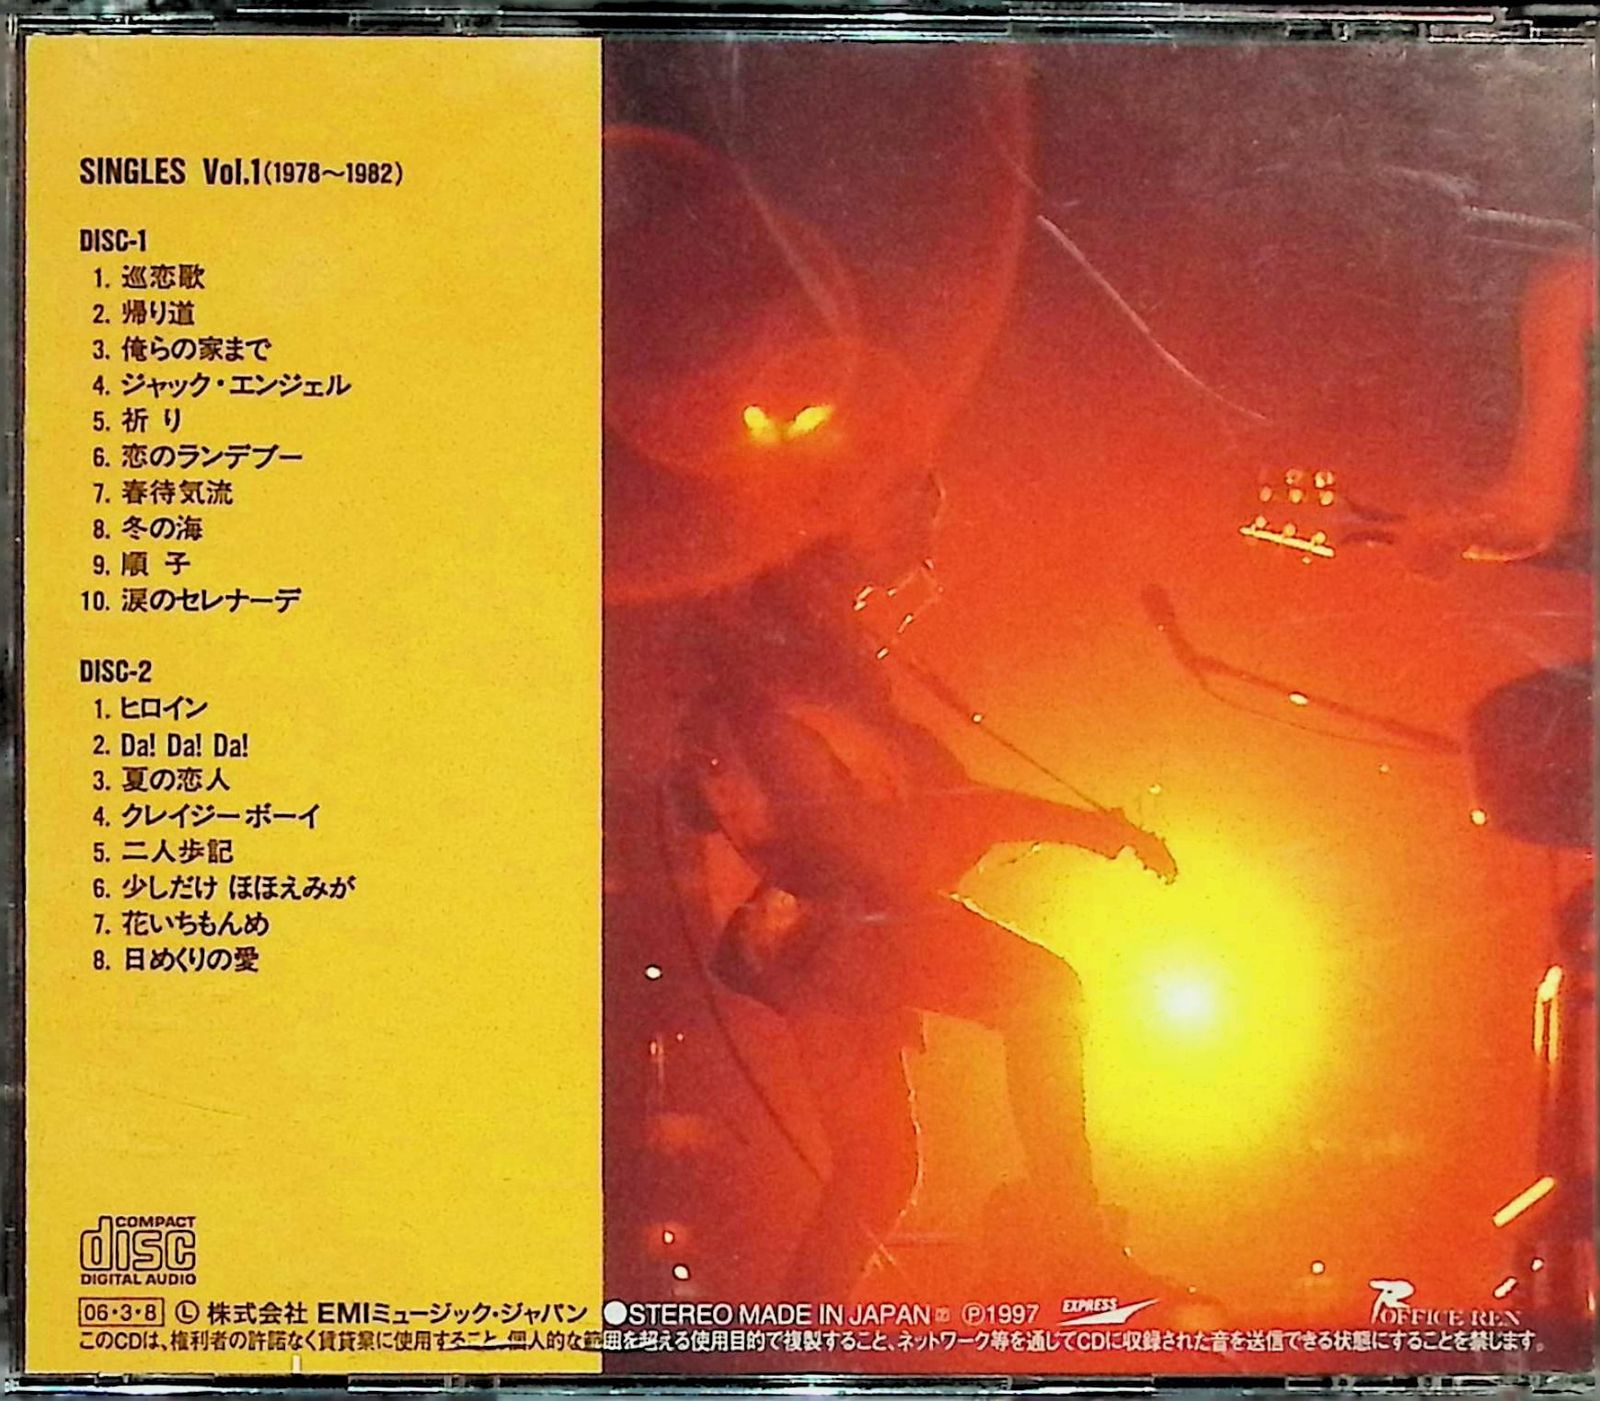 SINGLES Vol.1(1978〜1982)
DISC-1
1. 巡恋歌
2. 帰り道
3. 俺らの家まで
4. ジャック・エンジェル
5. 祈 り
6. 恋のランデブー
7. 春待気流
8. 冬の海
9. 順 子
10. 涙のセレナーデ
DISC-2
1. ヒロイン
2. Da! Da! Da!
3. 夏の恋人
4. クレイジーボーイ
5. 二人歩記
6. 少しだけ ほほえみが
7. 花いちもんめ
8. 日めくりの愛
COMPACT
disc
DIGITAL AUDIO
06・3・8 Ⓛ 株式会社 EMIミュージック・ジャパン ●STEREO MADE IN JAPAN Ⓟ1997 EXPRESS R OFFICE REN
このCDは、権利者の許諾なく賃貸業に使用すること、個人的な範囲を超える使用目的で複製すること、ネットワーク等を通じてCDに収録された音を送信できる状態にすることを禁じます。